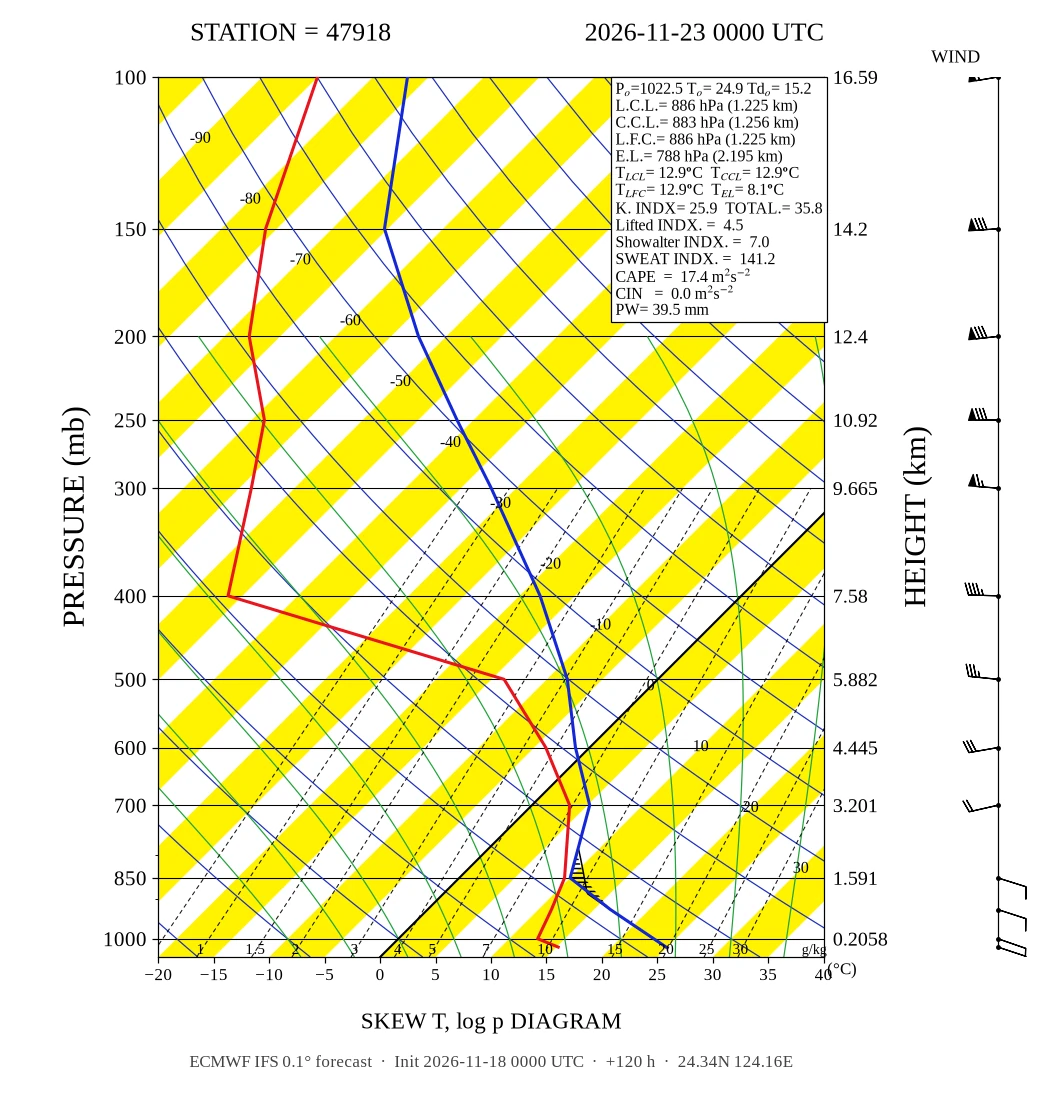 STATION = 47918
2026-11-23 0000 UTC
WIND
P₀=1022.5 T₀= 24.9 Td₀= 15.2
L.C.L.= 886 hPa (1.225 km)
C.C.L.= 883 hPa (1.256 km)
L.F.C.= 886 hPa (1.225 km)
E.L.= 788 hPa (2.195 km)
T_LCL= 12.9°C T_CCL= 12.9°C
T_LFC= 12.9°C T_EL= 8.1°C
K. INDX= 25.9 TOTAL.= 35.8
Lifted INDX. = 4.5
Showalter INDX. = 7.0
SWEAT INDX. = 141.2
CAPE = 17.4 m²s⁻²
CIN = 0.0 m²s⁻²
PW= 39.5 mm
100 16.59
-90
-80
150 14.2
-70
-60
200 12.4
-50
250 10.92
-40
300 9.665
-30
-20
400 7.58
-10
500 5.882
0
10
600 4.445
700 3.201
20
30
850 1.591
1000 0.2058
PRESSURE (mb)
HEIGHT (km)
1 1.5 2 3 4 5 7 10 15 20 25 30 g/kg
−20 −15 −10 −5 0 5 10 15 20 25 30 35 40 (°C)
SKEW T, log p DIAGRAM
ECMWF IFS 0.1° forecast · Init 2026-11-18 0000 UTC · +120 h · 24.34N 124.16E